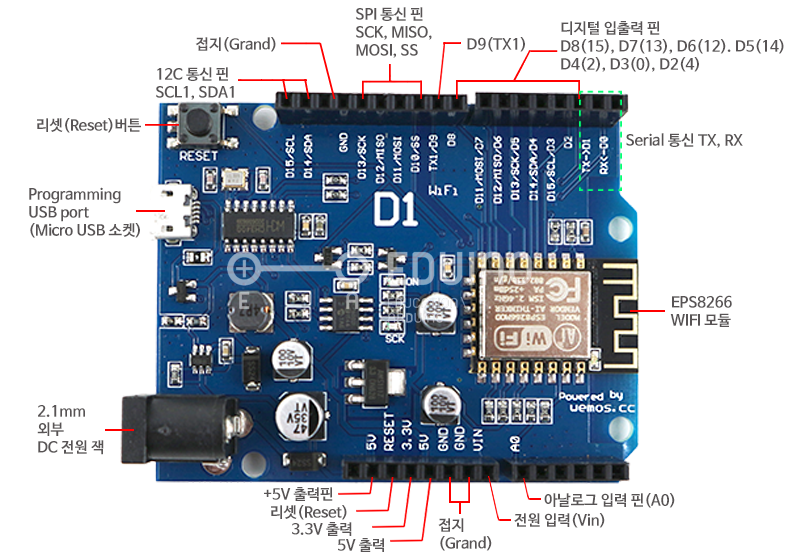 SPI 통신 핀
SCK, MISO,
MOSI, SS
접지(Grand)
D9(TX1)
디지털 입출력 핀
D8(15), D7(13), D6(12). D5(14)
D4(2), D3(0), D2(4)
12C 통신 핀
SCL1, SDA1
리셋(Reset)버튼
Serial 통신 TX, RX
RESET
D15/SCL
D14/SDA
GND
D13/SCK
D12/MISO
D11/MOSI
D10/SS
TX1/D9
D8
D11/MOSI/D7
D12/MISO/D6
D13/SCK/D5
D14/SDA/D4
D15/SCL/D3
D2
TX->D1
RX<-D0
WiFi
D1
Programming
USB port
(Micro USB 소켓)
EDUINO
ON
SCK
WiFi
EPS8266
WIFI 모듈
Powered by
wemos.cc
100
16V
47
35V
VT
2.1mm
외부
DC 전원 잭
5V
RESET
3.3V
5V
GND
GND
VIN
A0
+5V 출력핀
리셋(Reset)
3.3V 출력
5V 출력
접지
(Grand)
전원 입력(Vin)
아날로그 입력 핀(A0)